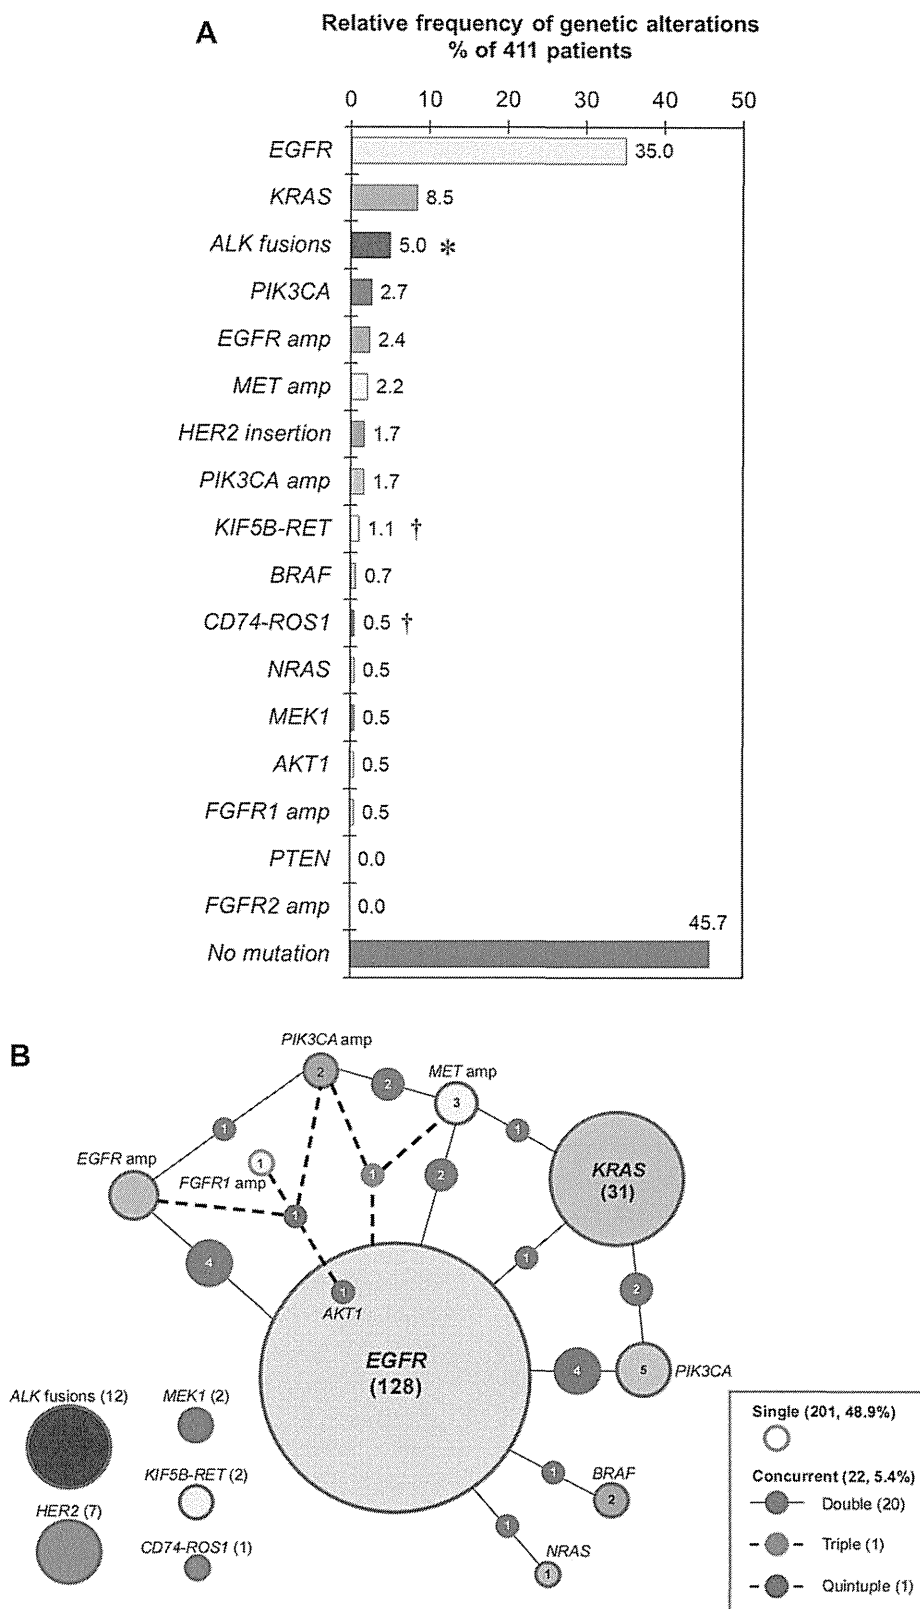 A
Relative frequency of genetic alterations
% of 411 patients
0 10 20 30 40 50
EGFR 35.0
KRAS 8.5
ALK fusions 5.0 *
PIK3CA 2.7
EGFR amp 2.4
MET amp 2.2
HER2 insertion 1.7
PIK3CA amp 1.7
KIF5B-RET 1.1 †
BRAF 0.7
CD74-ROS1 0.5 †
NRAS 0.5
MEK1 0.5
AKT1 0.5
FGFR1 amp 0.5
PTEN 0.0
FGFR2 amp 0.0
No mutation 45.7
B
PIK3CA amp
2
2
MET amp
3
1
1
EGFR amp
FGFR1 amp
1
1
2
KRAS
(31)
1
4
1
AKT1
1
2
EGFR
(128)
4
5
PIK3CA
1
BRAF
2
1
NRAS
1
ALK fusions (12)
MEK1 (2)
KIF5B-RET (2)
HER2 (7)
CD74-ROS1 (1)
Single (201, 48.9%)
Concurrent (22, 5.4%)
Double (20)
Triple (1)
Quintuple (1)